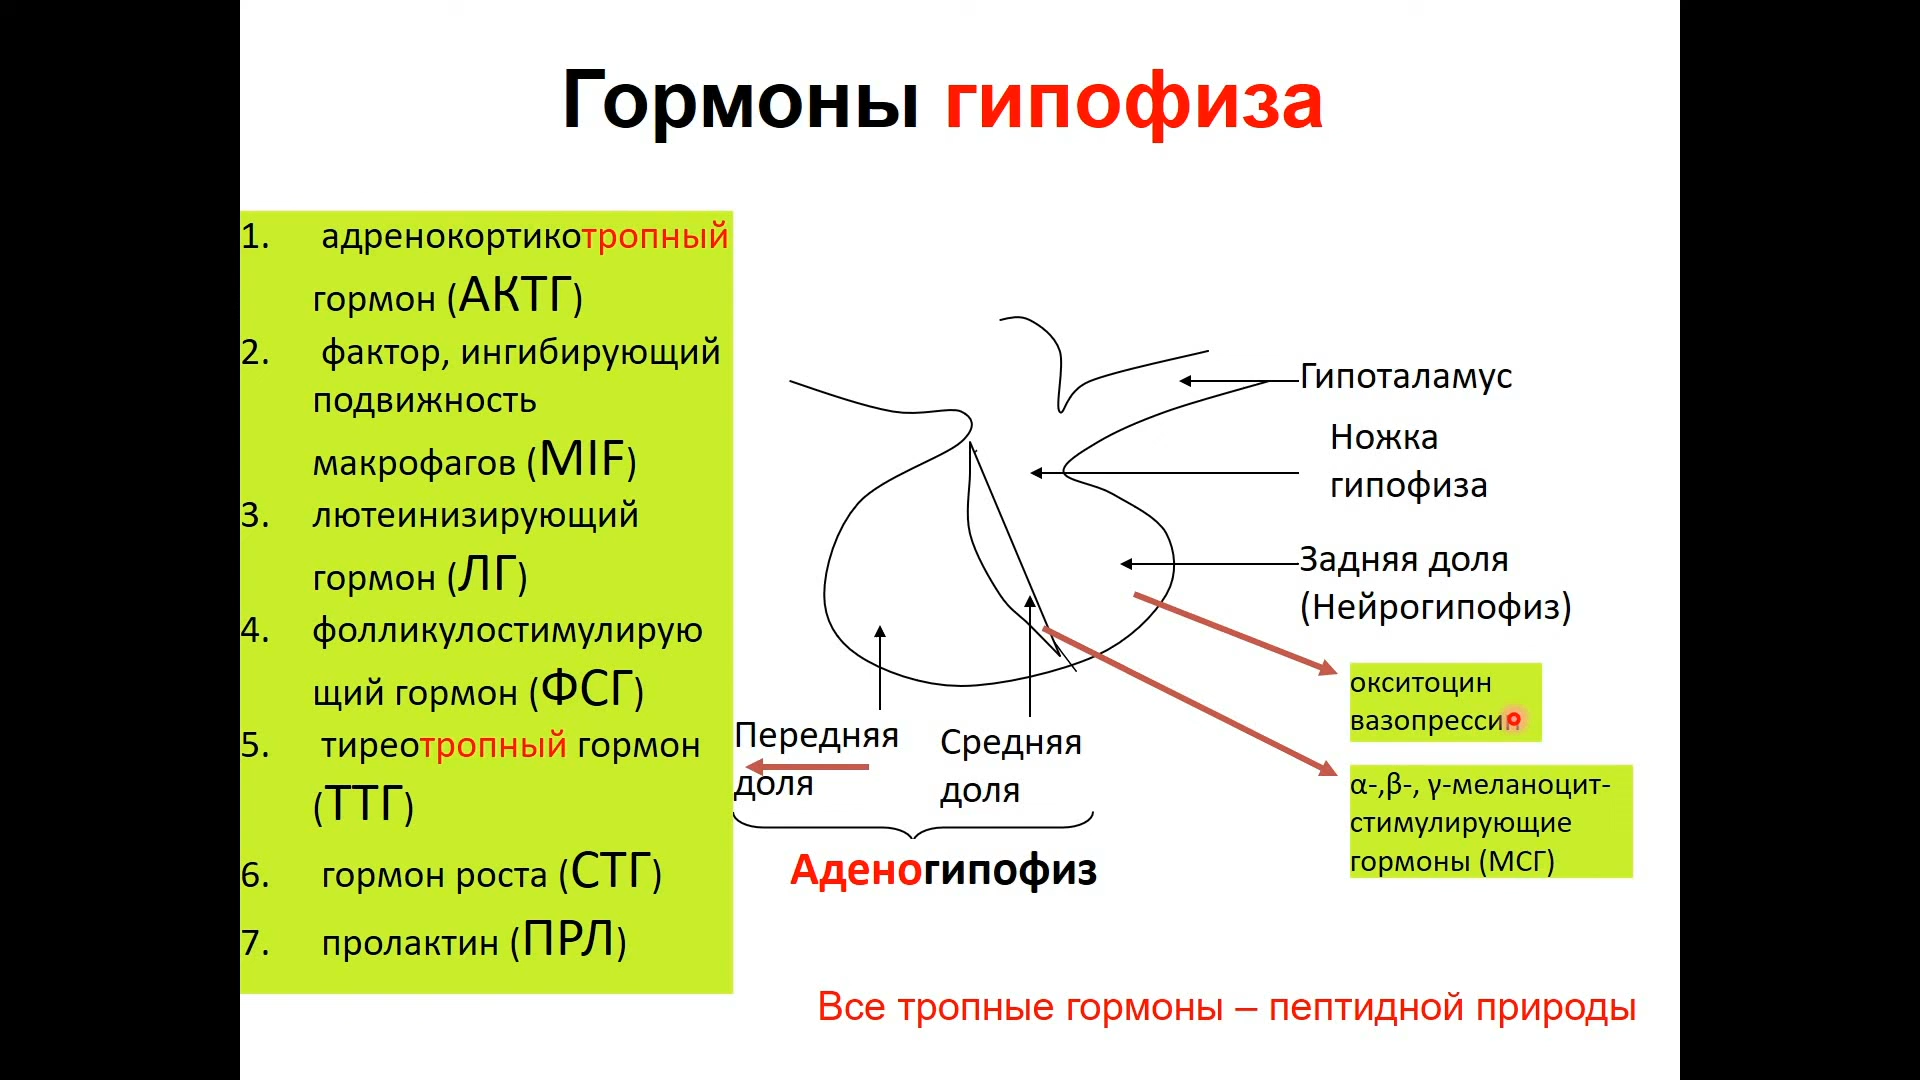 Гормоны гипофиза
1. адренокортикотропный
гормон (АКТГ)
2. фактор, ингибирующий
подвижность
макрофагов (MIF)
3. лютеинизирующий
гормон (ЛГ)
4. фолликулостимулирую
щий гормон (ФСГ)
5. тиреотропный гормон
(ТТГ)
6. гормон роста (СТГ)
7. пролактин (ПРЛ)
Гипоталамус
Ножка
гипофиза
Задняя доля
(Нейрогипофиз)
окситоцин
вазопрессин
α-,β-, γ-меланоцит-
стимулирующие
гормоны (МСГ)
Передняя
доля
Средняя
доля
Аденогипофиз
Все тропные гормоны – пептидной природы